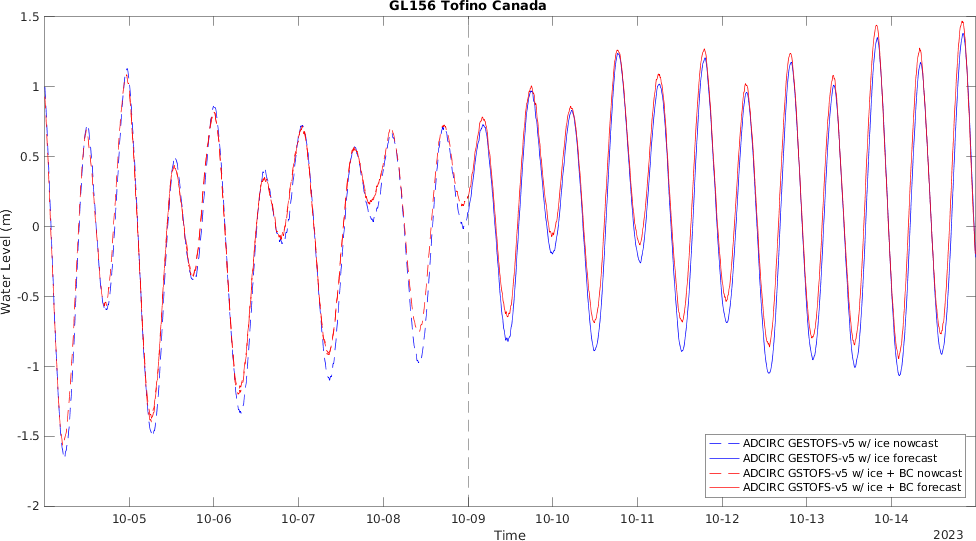 GL156 Tofino Canada
1.5
1
0.5
0
-0.5
-1
-1.5
-2
Water Level (m)
ADCIRC GESTOFS-v5 w/ ice nowcast
ADCIRC GESTOFS-v5 w/ ice forecast
ADCIRC GSTOFS-v5 w/ ice + BC nowcast
ADCIRC GSTOFS-v5 w/ ice + BC forecast
10-05 10-06 10-07 10-08 10-09 10-10 10-11 10-12 10-13 10-14
Time
2023